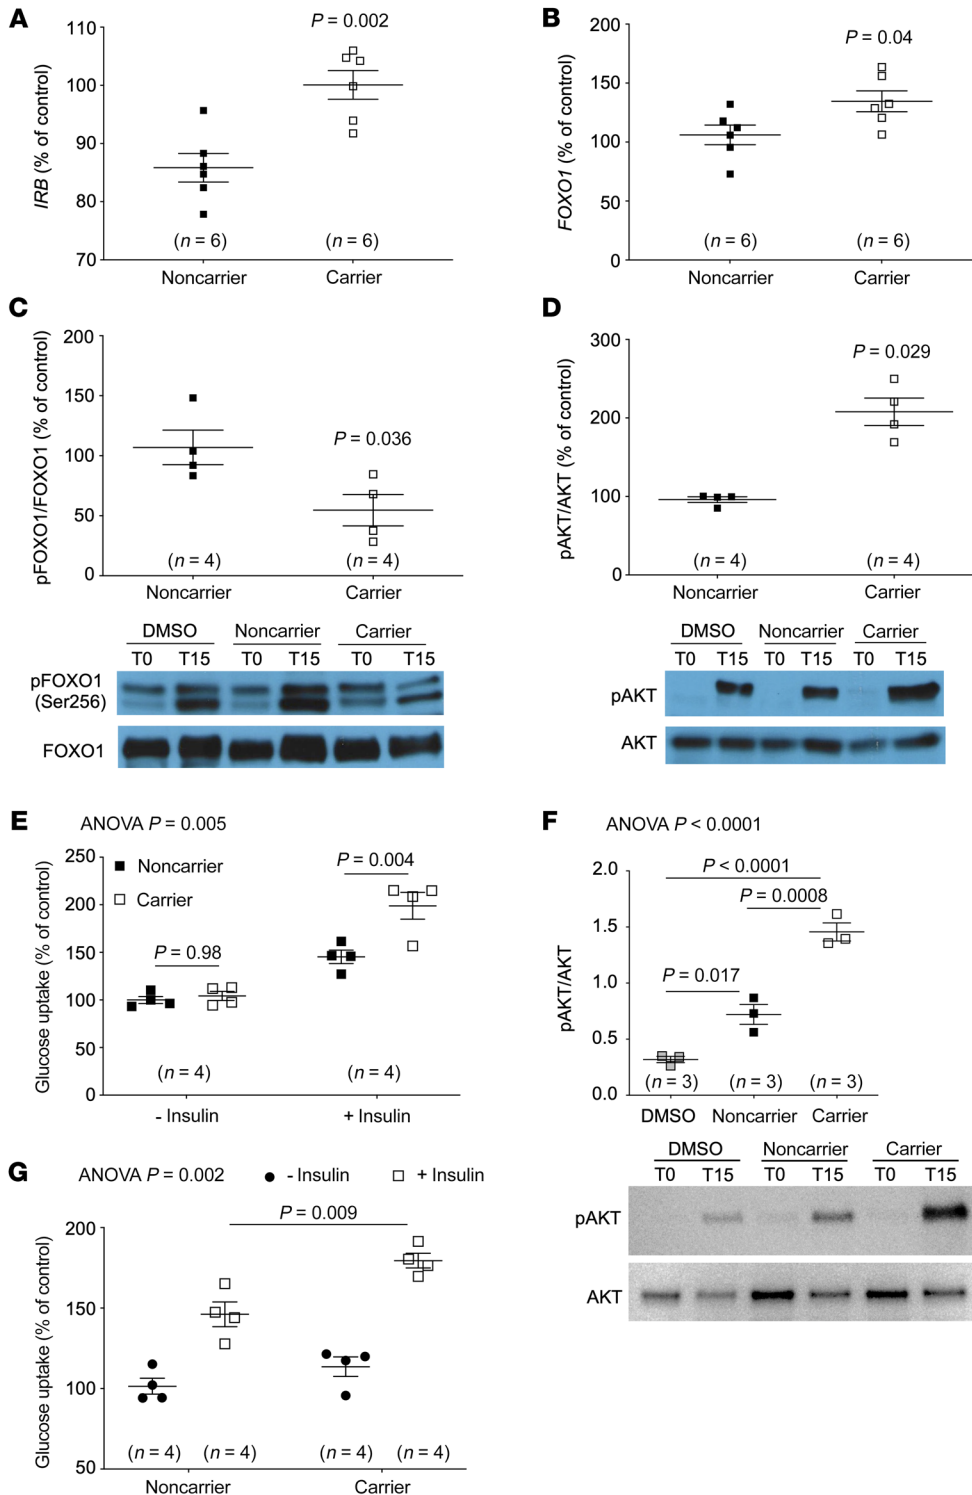 A
P = 0.002
110
100
90
80
70
IRB (% of control)
(n = 6)
(n = 6)
Noncarrier
Carrier
B
P = 0.04
200
150
100
50
0
FOXO1 (% of control)
(n = 6)
(n = 6)
Noncarrier
Carrier
C
200
150
100
50
0
pFOXO1/FOXO1 (% of control)
P = 0.036
(n = 4)
(n = 4)
Noncarrier
Carrier
DMSO
Noncarrier
Carrier
T0 T15 T0 T15 T0 T15
pFOXO1
(Ser256)
FOXO1
D
300
200
100
0
pAKT/AKT (% of control)
P = 0.029
(n = 4)
(n = 4)
Noncarrier
Carrier
DMSO
Noncarrier
Carrier
T0 T15 T0 T15 T0 T15
pAKT
AKT
E
ANOVA P = 0.005
250
200
150
100
50
0
Glucose uptake (% of control)
Noncarrier
Carrier
P = 0.98
P = 0.004
(n = 4)
(n = 4)
- Insulin
+ Insulin
F
ANOVA P < 0.0001
2.0
1.5
1.0
0.5
0.0
pAKT/AKT
P < 0.0001
P = 0.0008
P = 0.017
(n = 3)
(n = 3)
(n = 3)
DMSO
Noncarrier
Carrier
DMSO
Noncarrier
Carrier
T0 T15 T0 T15 T0 T15
pAKT
AKT
G
ANOVA P = 0.002
- Insulin
+ Insulin
P = 0.009
200
150
100
50
Glucose uptake (% of control)
(n = 4)
(n = 4)
(n = 4)
(n = 4)
Noncarrier
Carrier